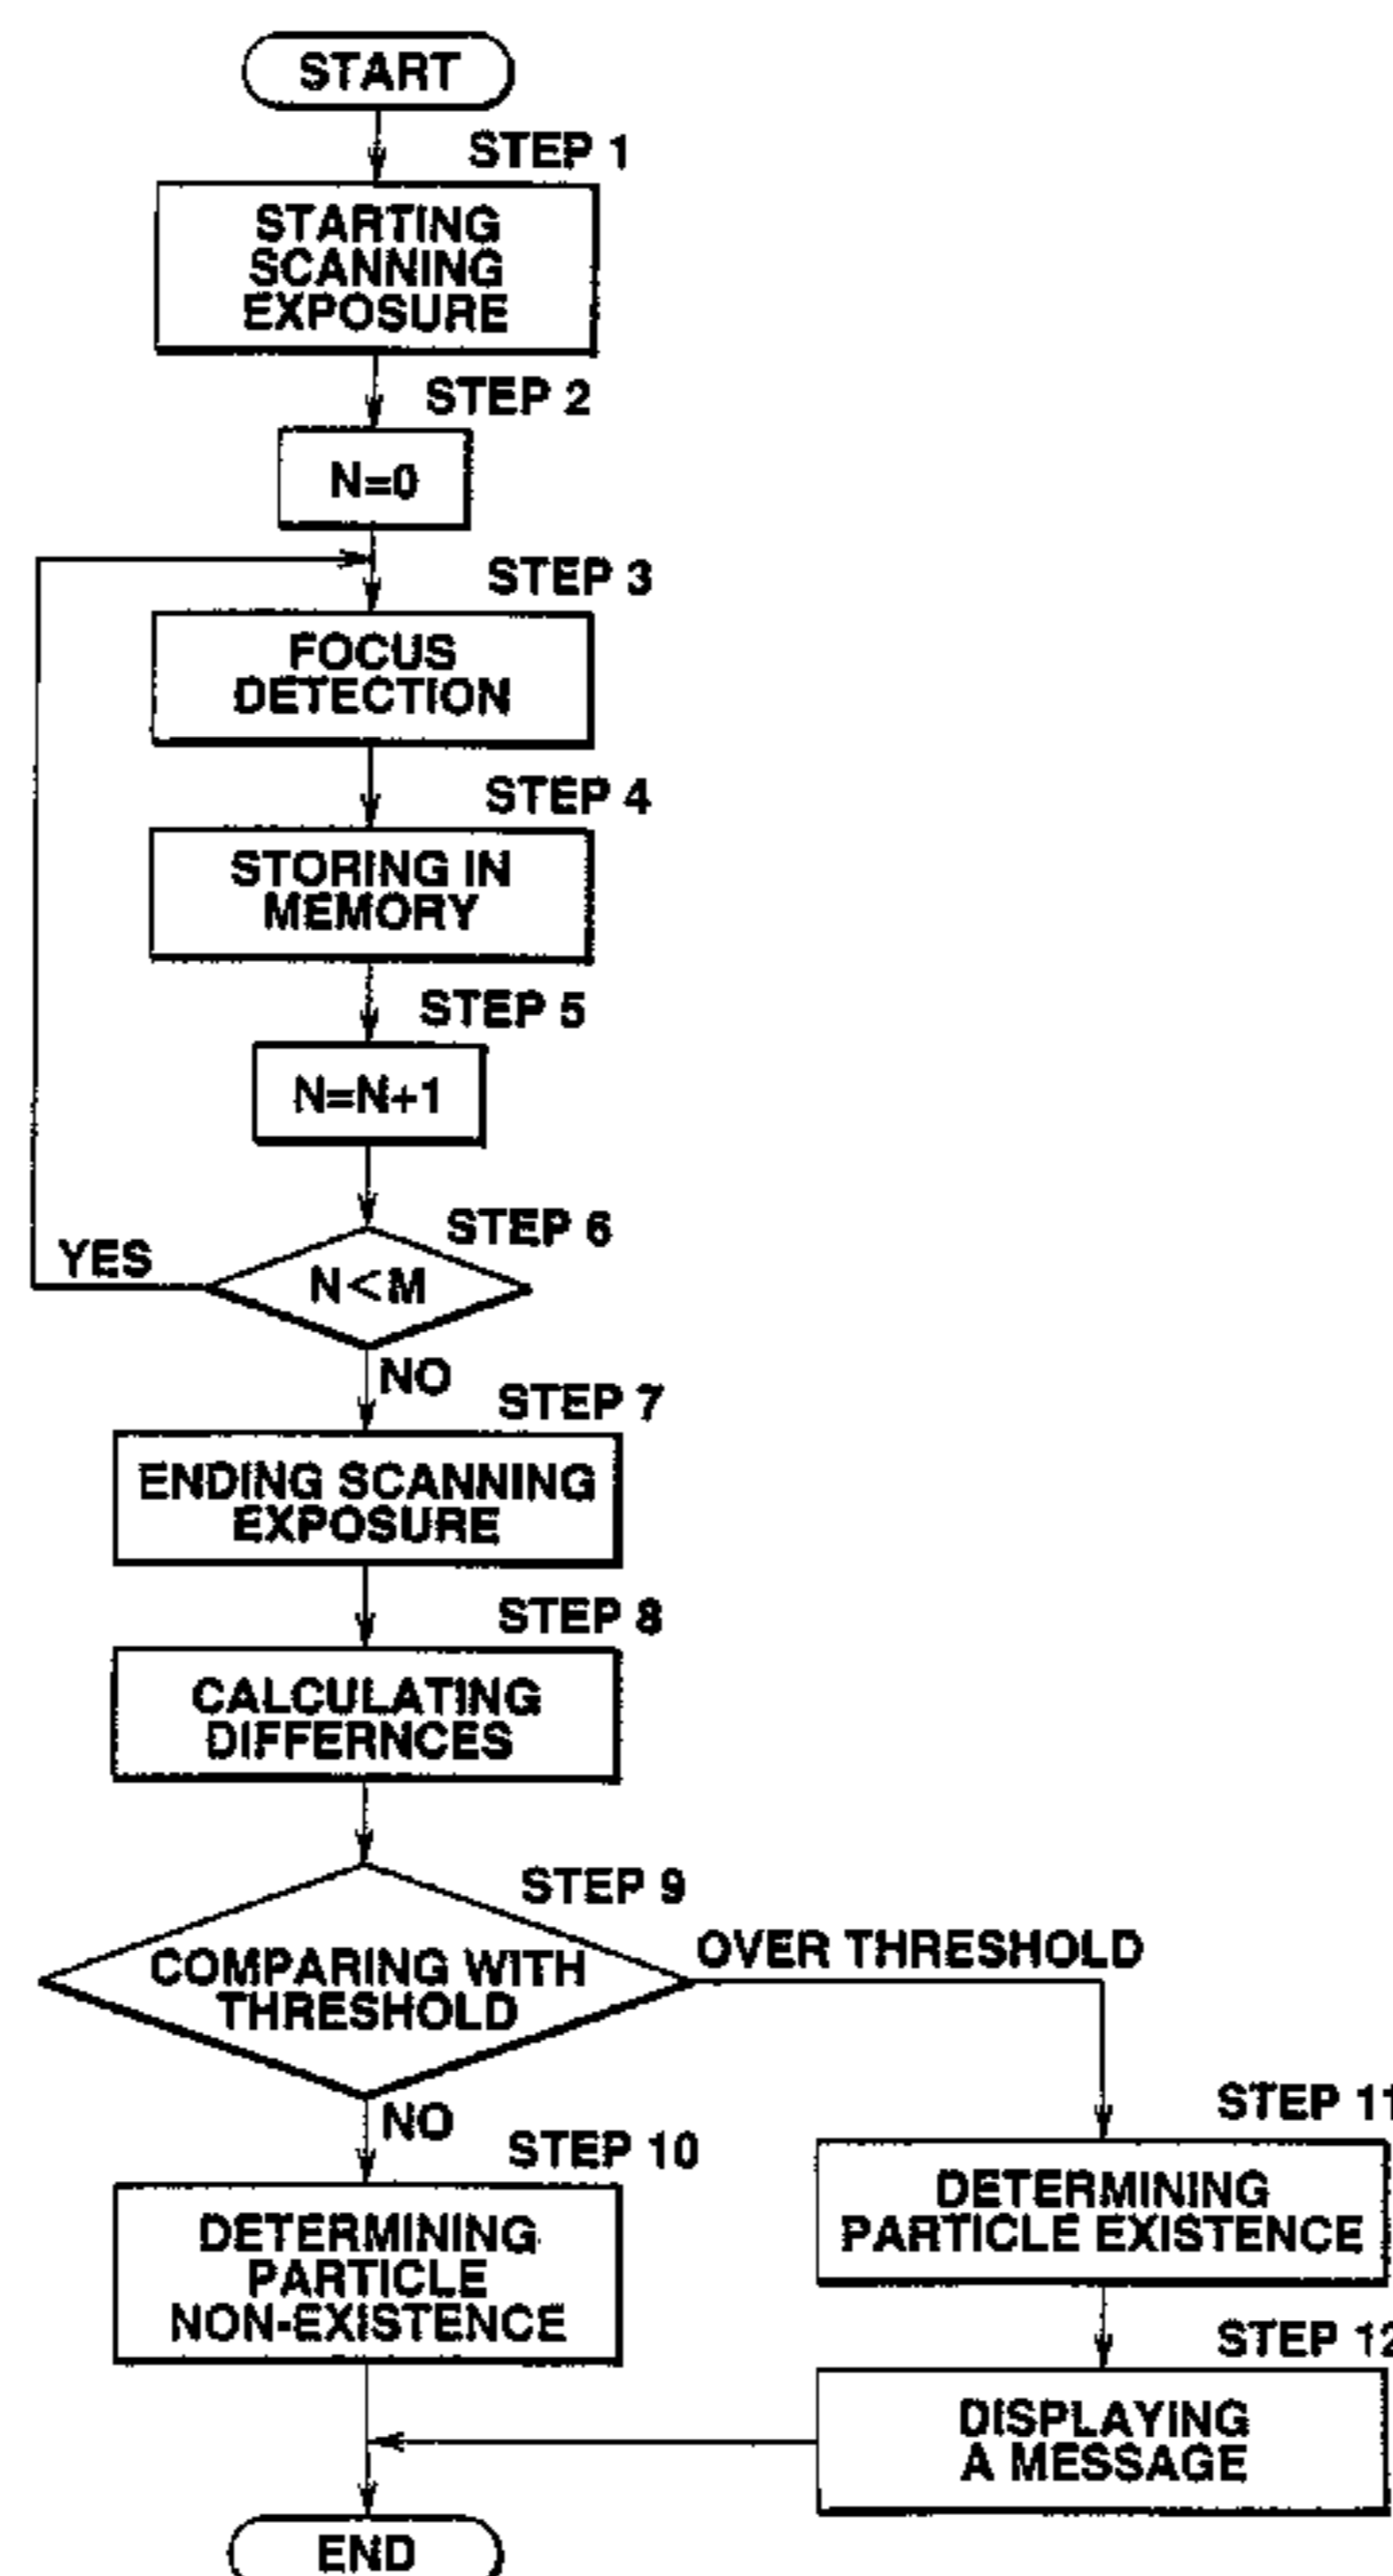 START
STEP 1
STARTING
SCANNING
EXPOSURE
STEP 2
N=0
STEP 3
FOCUS
DETECTION
STEP 4
STORING IN
MEMORY
STEP 5
N=N+1
STEP 6
YES
N<M
NO
STEP 7
ENDING SCANNING
EXPOSURE
STEP 8
CALCULATING
DIFFERNCES
STEP 9
COMPARING WITH
THRESHOLD
OVER THRESHOLD
NO
STEP 10
DETERMINING
PARTICLE
NON-EXISTENCE
STEP 11
DETERMINING
PARTICLE EXISTENCE
STEP 12
DISPLAYING
A MESSAGE
END